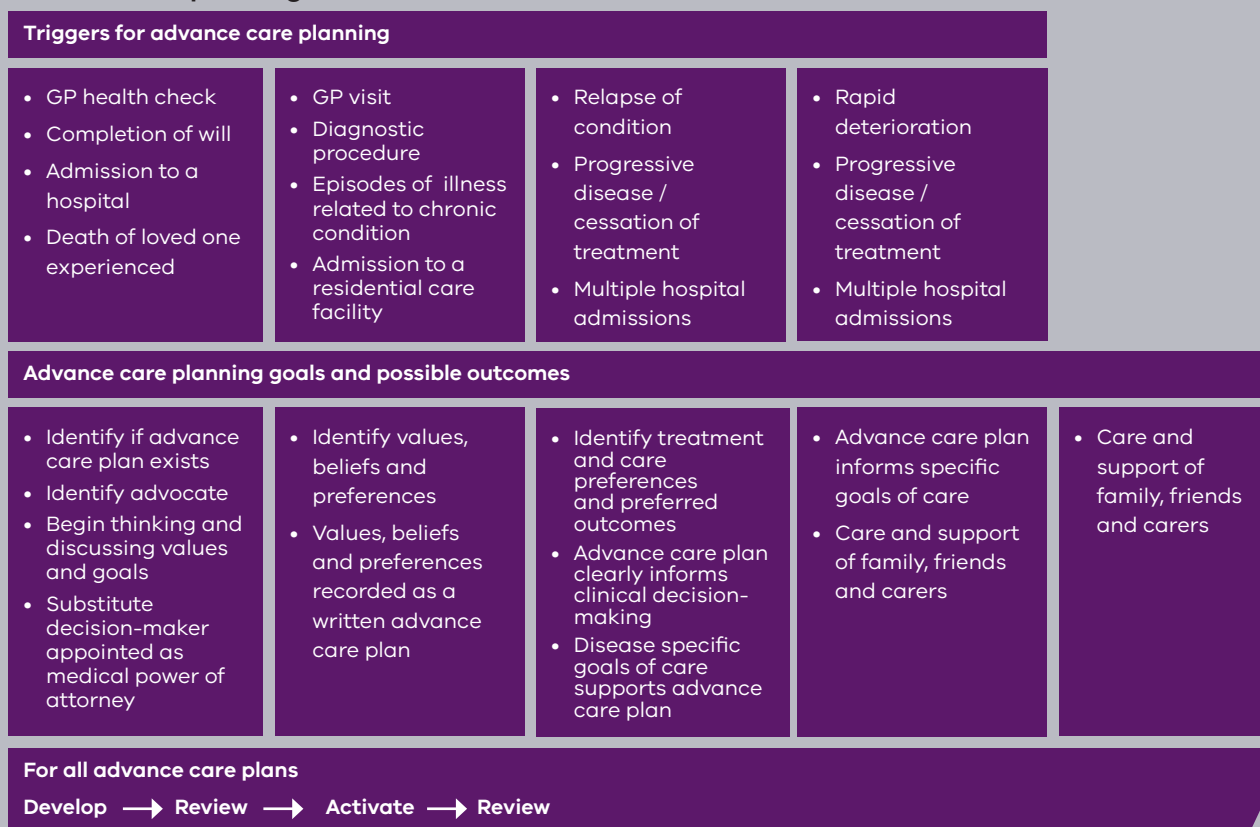 Triggers for advance care planning
• GP health check
• Completion of will
• Admission to a
hospital
• Death of loved one
experienced
• GP visit
• Diagnostic
procedure
• Episodes of illness
related to chronic
condition
• Admission to a
residential care
facility
• Relapse of
condition
• Progressive
disease /
cessation of
treatment
• Multiple hospital
admissions
• Rapid
deterioration
• Progressive
disease /
cessation of
treatment
• Multiple hospital
admissions
Advance care planning goals and possible outcomes
• Identify if advance
care plan exists
• Identify advocate
• Begin thinking and
discussing values
and goals
• Substitute
decision-maker
appointed as
medical power of
attorney
• Identify values,
beliefs and
preferences
• Values, beliefs
and preferences
recorded as a
written advance
care plan
• Identify treatment
and care
preferences
and preferred
outcomes
• Advance care plan
clearly informs
clinical decision-
making
• Disease specific
goals of care
supports advance
care plan
• Advance care plan
informs specific
goals of care
• Care and support
of family, friends
and carers
• Care and
support of
family, friends
and carers
For all advance care plans
Develop → Review → Activate → Review